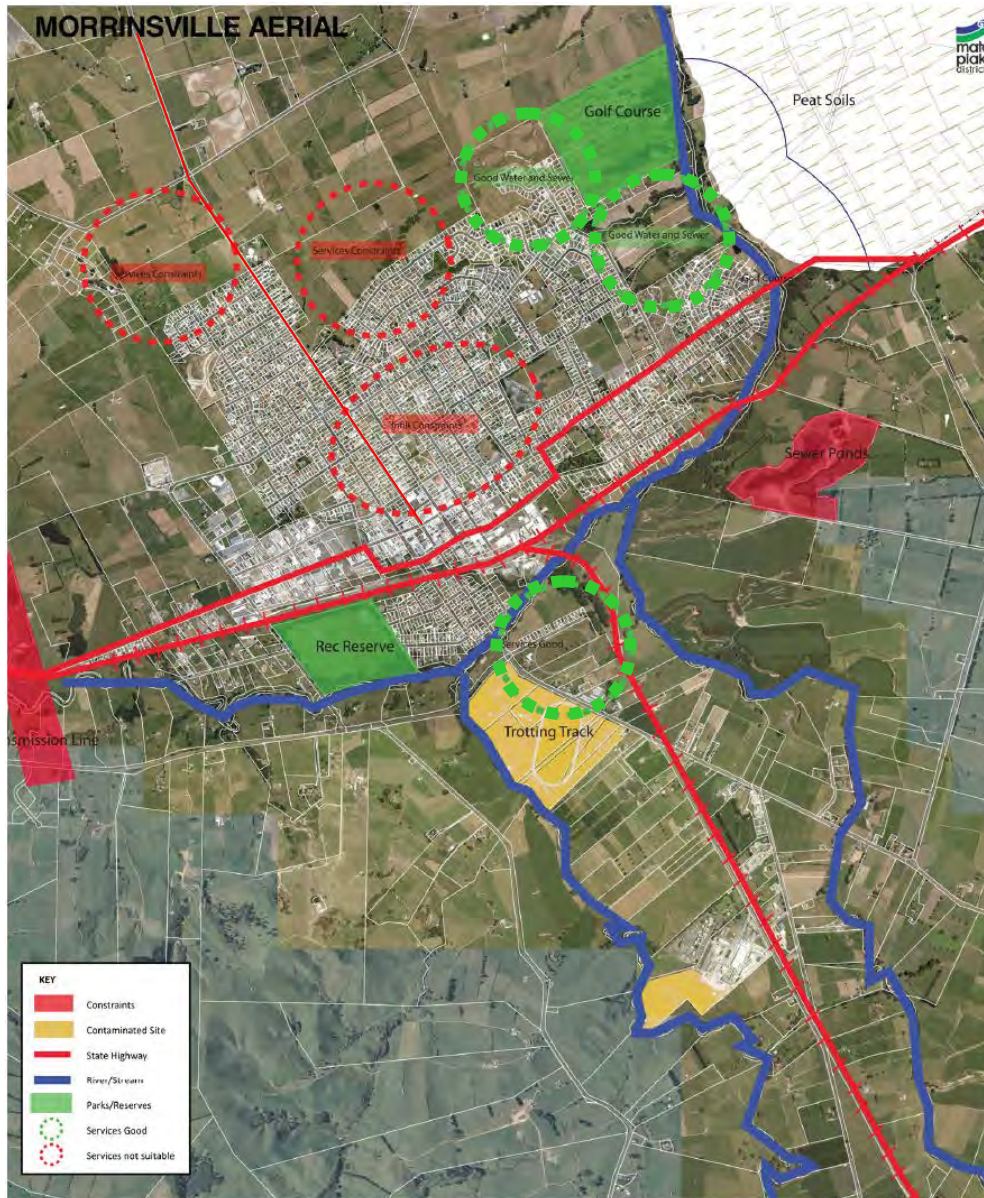 MORRINSVILLE AERIAL
Golf Course
Peat Soils
Good Water and Sewer
Good Water and Sewer
Services Constraints
Services Constraints
Infill Constraints
Sewer Ponds
Rec Reserve
Services Good
Trotting Track
Line
KEY
Constraints
Contaminated Site
State Highway
River/Stream
Parks/Reserves
Services Good
Services not suitable